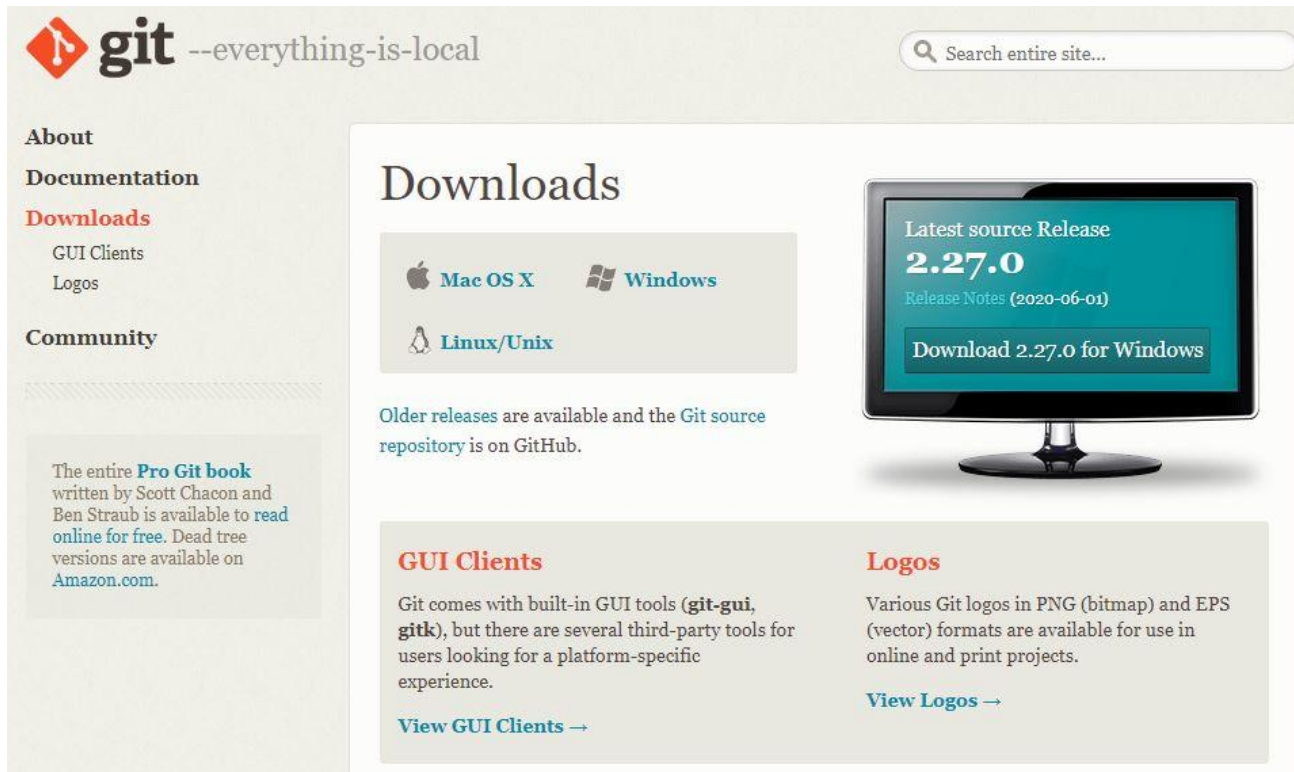 git --everything-is-local
Search entire site...
About
Documentation
Downloads
GUI Clients
Logos
Community
The entire Pro Git book
written by Scott Chacon and
Ben Straub is available to read
online for free. Dead tree
versions are available on
Amazon.com.
Downloads
Mac OS X
Windows
Linux/Unix
Older releases are available and the Git source
repository is on GitHub.
Latest source Release
2.27.0
Release Notes (2020-06-01)
Download 2.27.0 for Windows
GUI Clients
Git comes with built-in GUI tools (git-gui,
gitk), but there are several third-party tools for
users looking for a platform-specific
experience.
View GUI Clients →
Logos
Various Git logos in PNG (bitmap) and EPS
(vector) formats are available for use in
online and print projects.
View Logos →